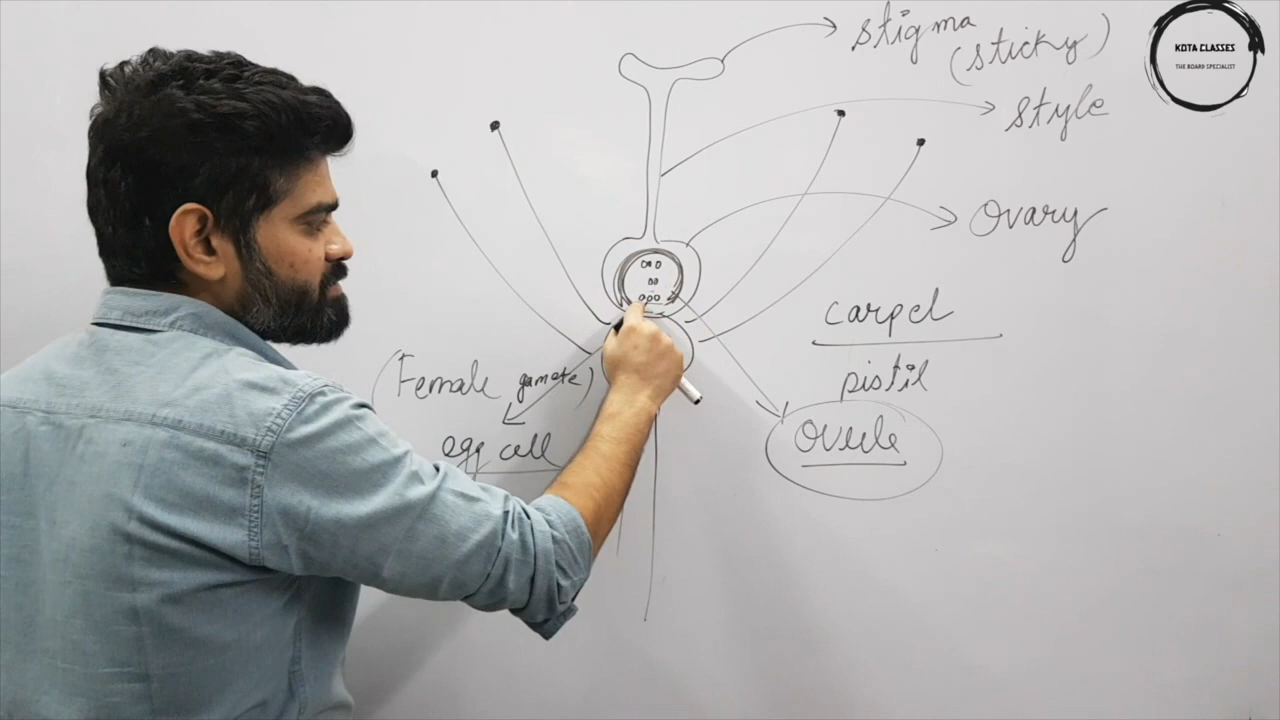 stigma
(sticky)
KOTA CLASSES
THE BOARD SPECIALIST
style
ovary
carpel
pistil
(Female gamete)
egg cell
ovule